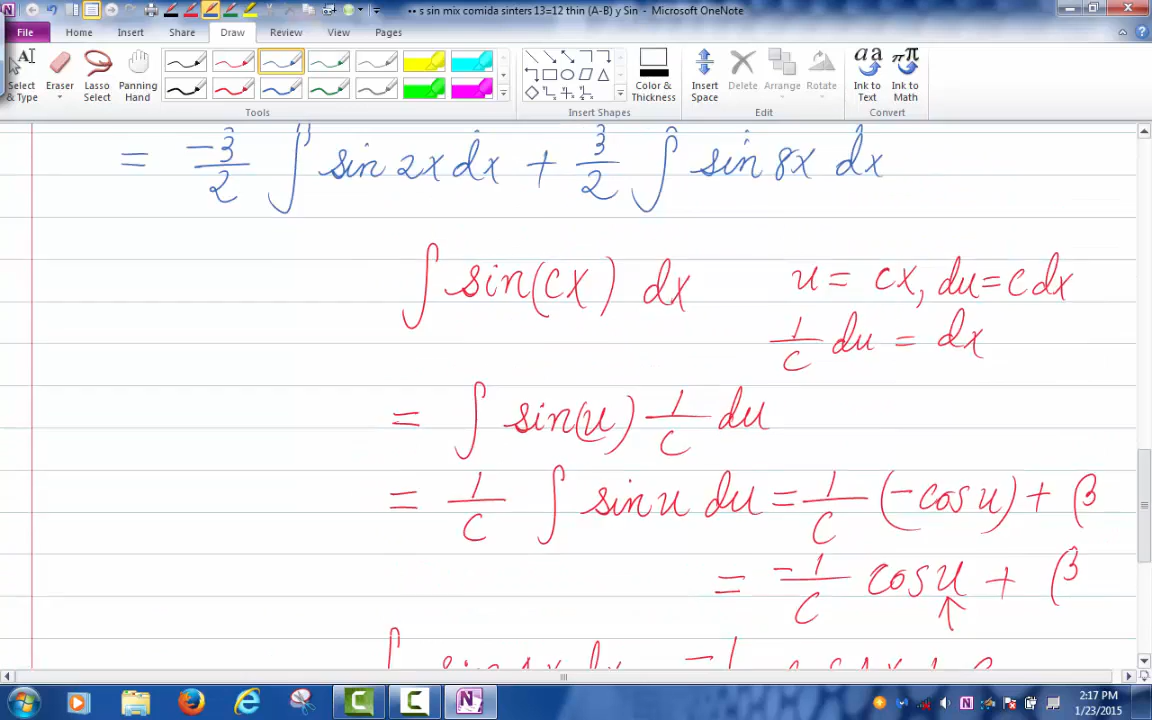 •• s sin mix comida sinters 13=12 thin (A-B) y Sin - Microsoft OneNote
File Home Insert Draw Review View Pages
Select & Type Eraser Lasso Select Panning Hand Color & Thickness Insert Space Delete Arrange Rotate Ink to Text Ink to Math
Tools Insert Shapes Edit Convert
= -3/2 ∫ sin 2x dx + 3/2 ∫ sin 8x dx
∫ sin(cx) dx u = cx, du = c dx
1/c du = dx
= ∫ sin(u) 1/c du
= 1/c ∫ sin u du = 1/c (-cos u) + β
= -1/c cos u + β
2:17 PM
1/23/2015